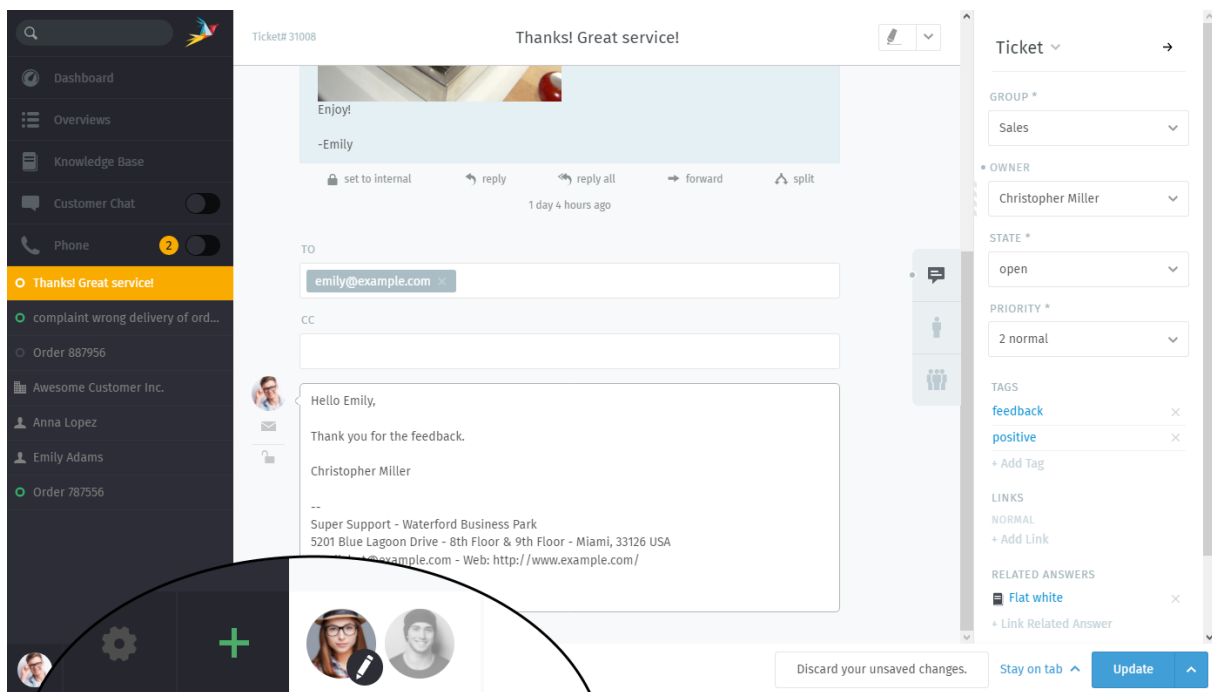 Dashboard
Overviews
Knowledge Base
Customer Chat
Phone 2
Thanks! Great service!
complaint wrong delivery of ord...
Order 887956
Awesome Customer Inc.
Anna Lopez
Emily Adams
Order 787556
Ticket# 31008
Thanks! Great service!
Enjoy!
-Emily
set to internal reply reply all forward split
1 day 4 hours ago
TO
emily@example.com ×
CC
Hello Emily,
Thank you for the feedback.
Christopher Miller
--
Super Support - Waterford Business Park
5201 Blue Lagoon Drive - 8th Floor & 9th Floor - Miami, 33126 USA
example.com - Web: http://www.example.com/
Ticket
GROUP *
Sales
OWNER
Christopher Miller
STATE *
open
PRIORITY *
2 normal
TAGS
feedback ×
positive ×
+ Add Tag
LINKS
NORMAL
+ Add Link
RELATED ANSWERS
Flat white ×
+ Link Related Answer
Discard your unsaved changes. Stay on tab Update